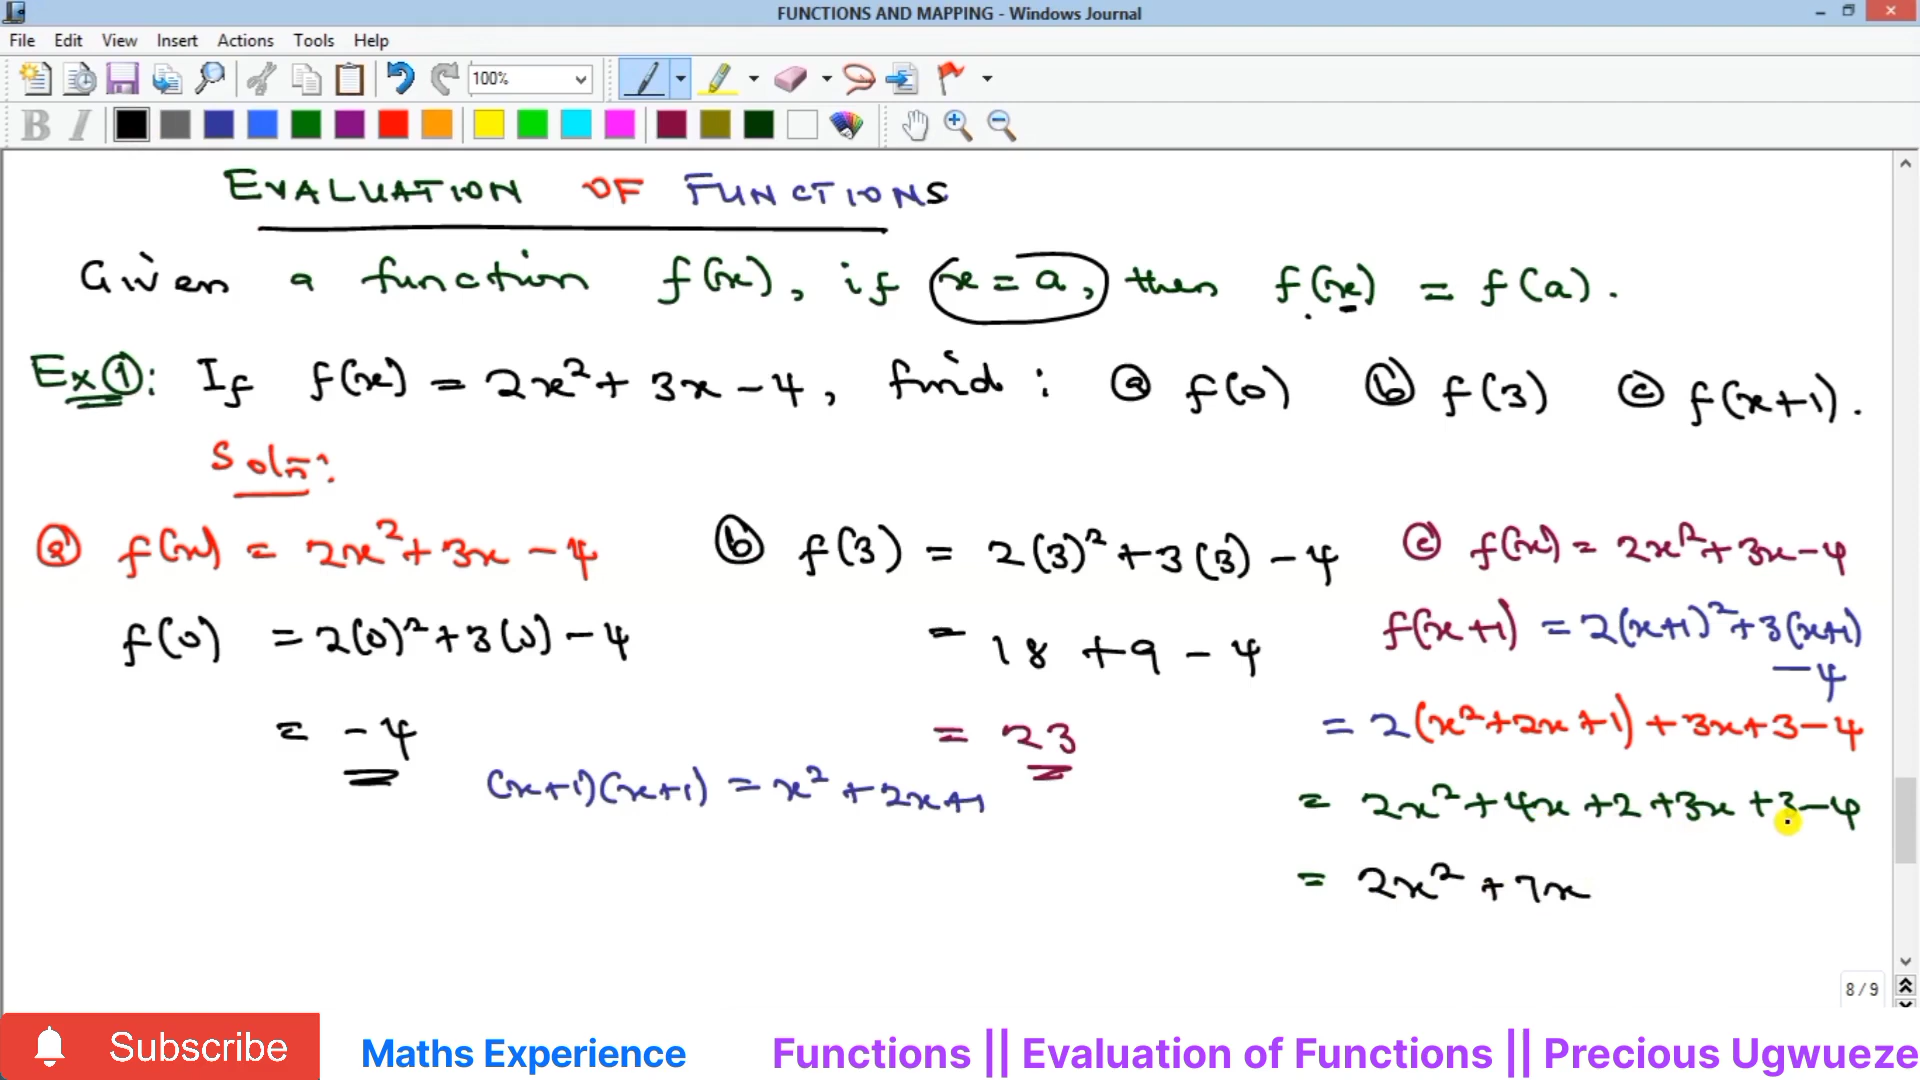 FUNCTIONS AND MAPPING - Windows Journal
File Edit View Insert Actions Tools Help
100%
B I
EVALUATION OF FUNCTIONS
Given a function f(x), if x = a, then f(x) = f(a).
Ex①: If f(x) = 2x² + 3x - 4, find: ⓐ f(0) ⓑ f(3) ⓒ f(x+1).
Soln:
ⓐ f(x) = 2x² + 3x - 4
f(0) = 2(0)² + 3(0) - 4
= -4
(x+1)(x+1) = x² + 2x + 1
ⓑ f(3) = 2(3)² + 3(3) - 4
= 18 + 9 - 4
= 23
ⓒ f(x) = 2x² + 3x - 4
f(x+1) = 2(x+1)² + 3(x+1)
- 4
= 2(x² + 2x + 1) + 3x + 3 - 4
= 2x² + 4x + 2 + 3x + 3 - 4
= 2x² + 7x
8 / 9
Subscribe
Maths Experience
Functions || Evaluation of Functions || Precious Ugwueze